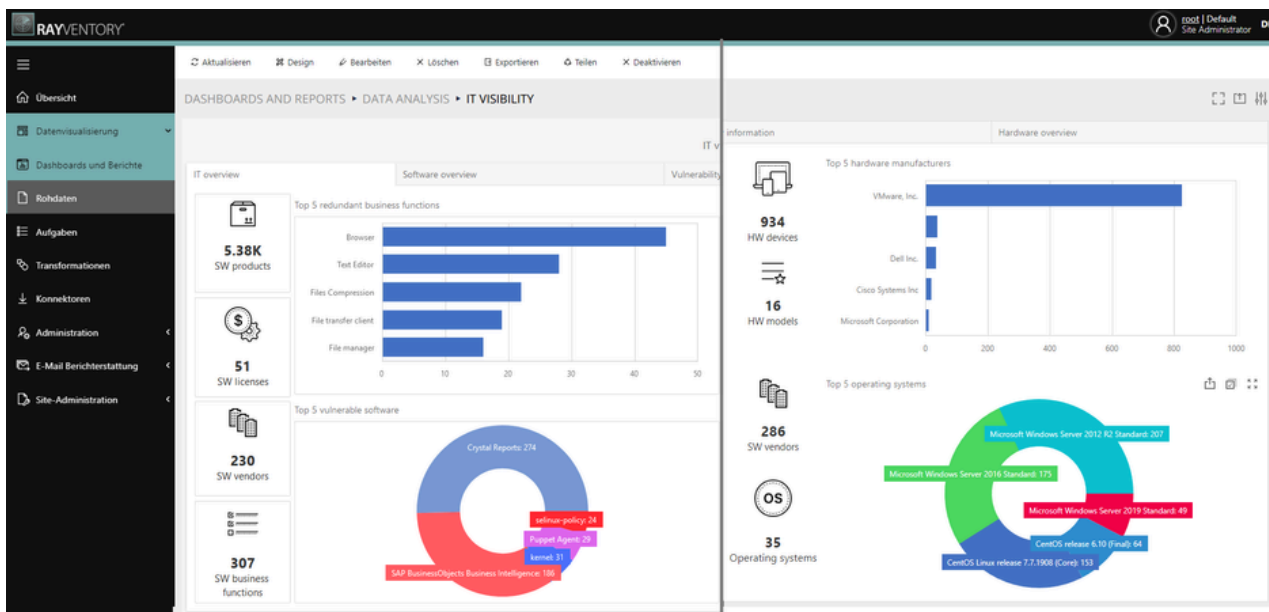 RAYVENTORY
root | Default
Site Administrator
Aktualisieren Design Bearbeiten Löschen Exportieren Teilen Deaktivieren
Übersicht
Datenvisualisierung
Dashboards und Berichte
Rohdaten
Aufgaben
Transformationen
Konnektoren
Administration
E-Mail Berichterstattung
Site-Administration
DASHBOARDS AND REPORTS ▸ DATA ANALYSIS ▸ IT VISIBILITY
IT v
IT overview Software overview Vulnerability
5.38K
SW products
51
SW licenses
230
SW vendors
307
SW business
functions
Top 5 redundant business functions
Browser
Text Editor
Files Compression
File transfer client
File manager
0 10 20 30 40 50
Top 5 vulnerable software
Crystal Reports: 274
selinux-policy: 24
Puppet Agent: 29
kernel: 31
SAP BusinessObjects Business Intelligence: 186
information Hardware overview
934
HW devices
16
HW models
286
SW vendors
OS
35
Operating systems
Top 5 hardware manufacturers
VMware, Inc.
Dell Inc.
Cisco Systems Inc
Microsoft Corporation
0 200 400 600 800 1000
Top 5 operating systems
Microsoft Windows Server 2012 R2 Standard: 207
Microsoft Windows Server 2016 Standard: 175
Microsoft Windows Server 2019 Standard: 49
CentOS release 6.10 (Final): 64
CentOS Linux release 7.7.1908 (Core): 153